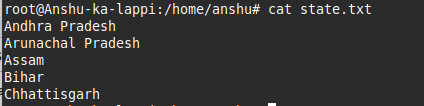 root@Anshu-ka-lappi:/home/anshu# cat state.txt
Andhra Pradesh
Arunachal Pradesh
Assam
Bihar
Chhattisgarh